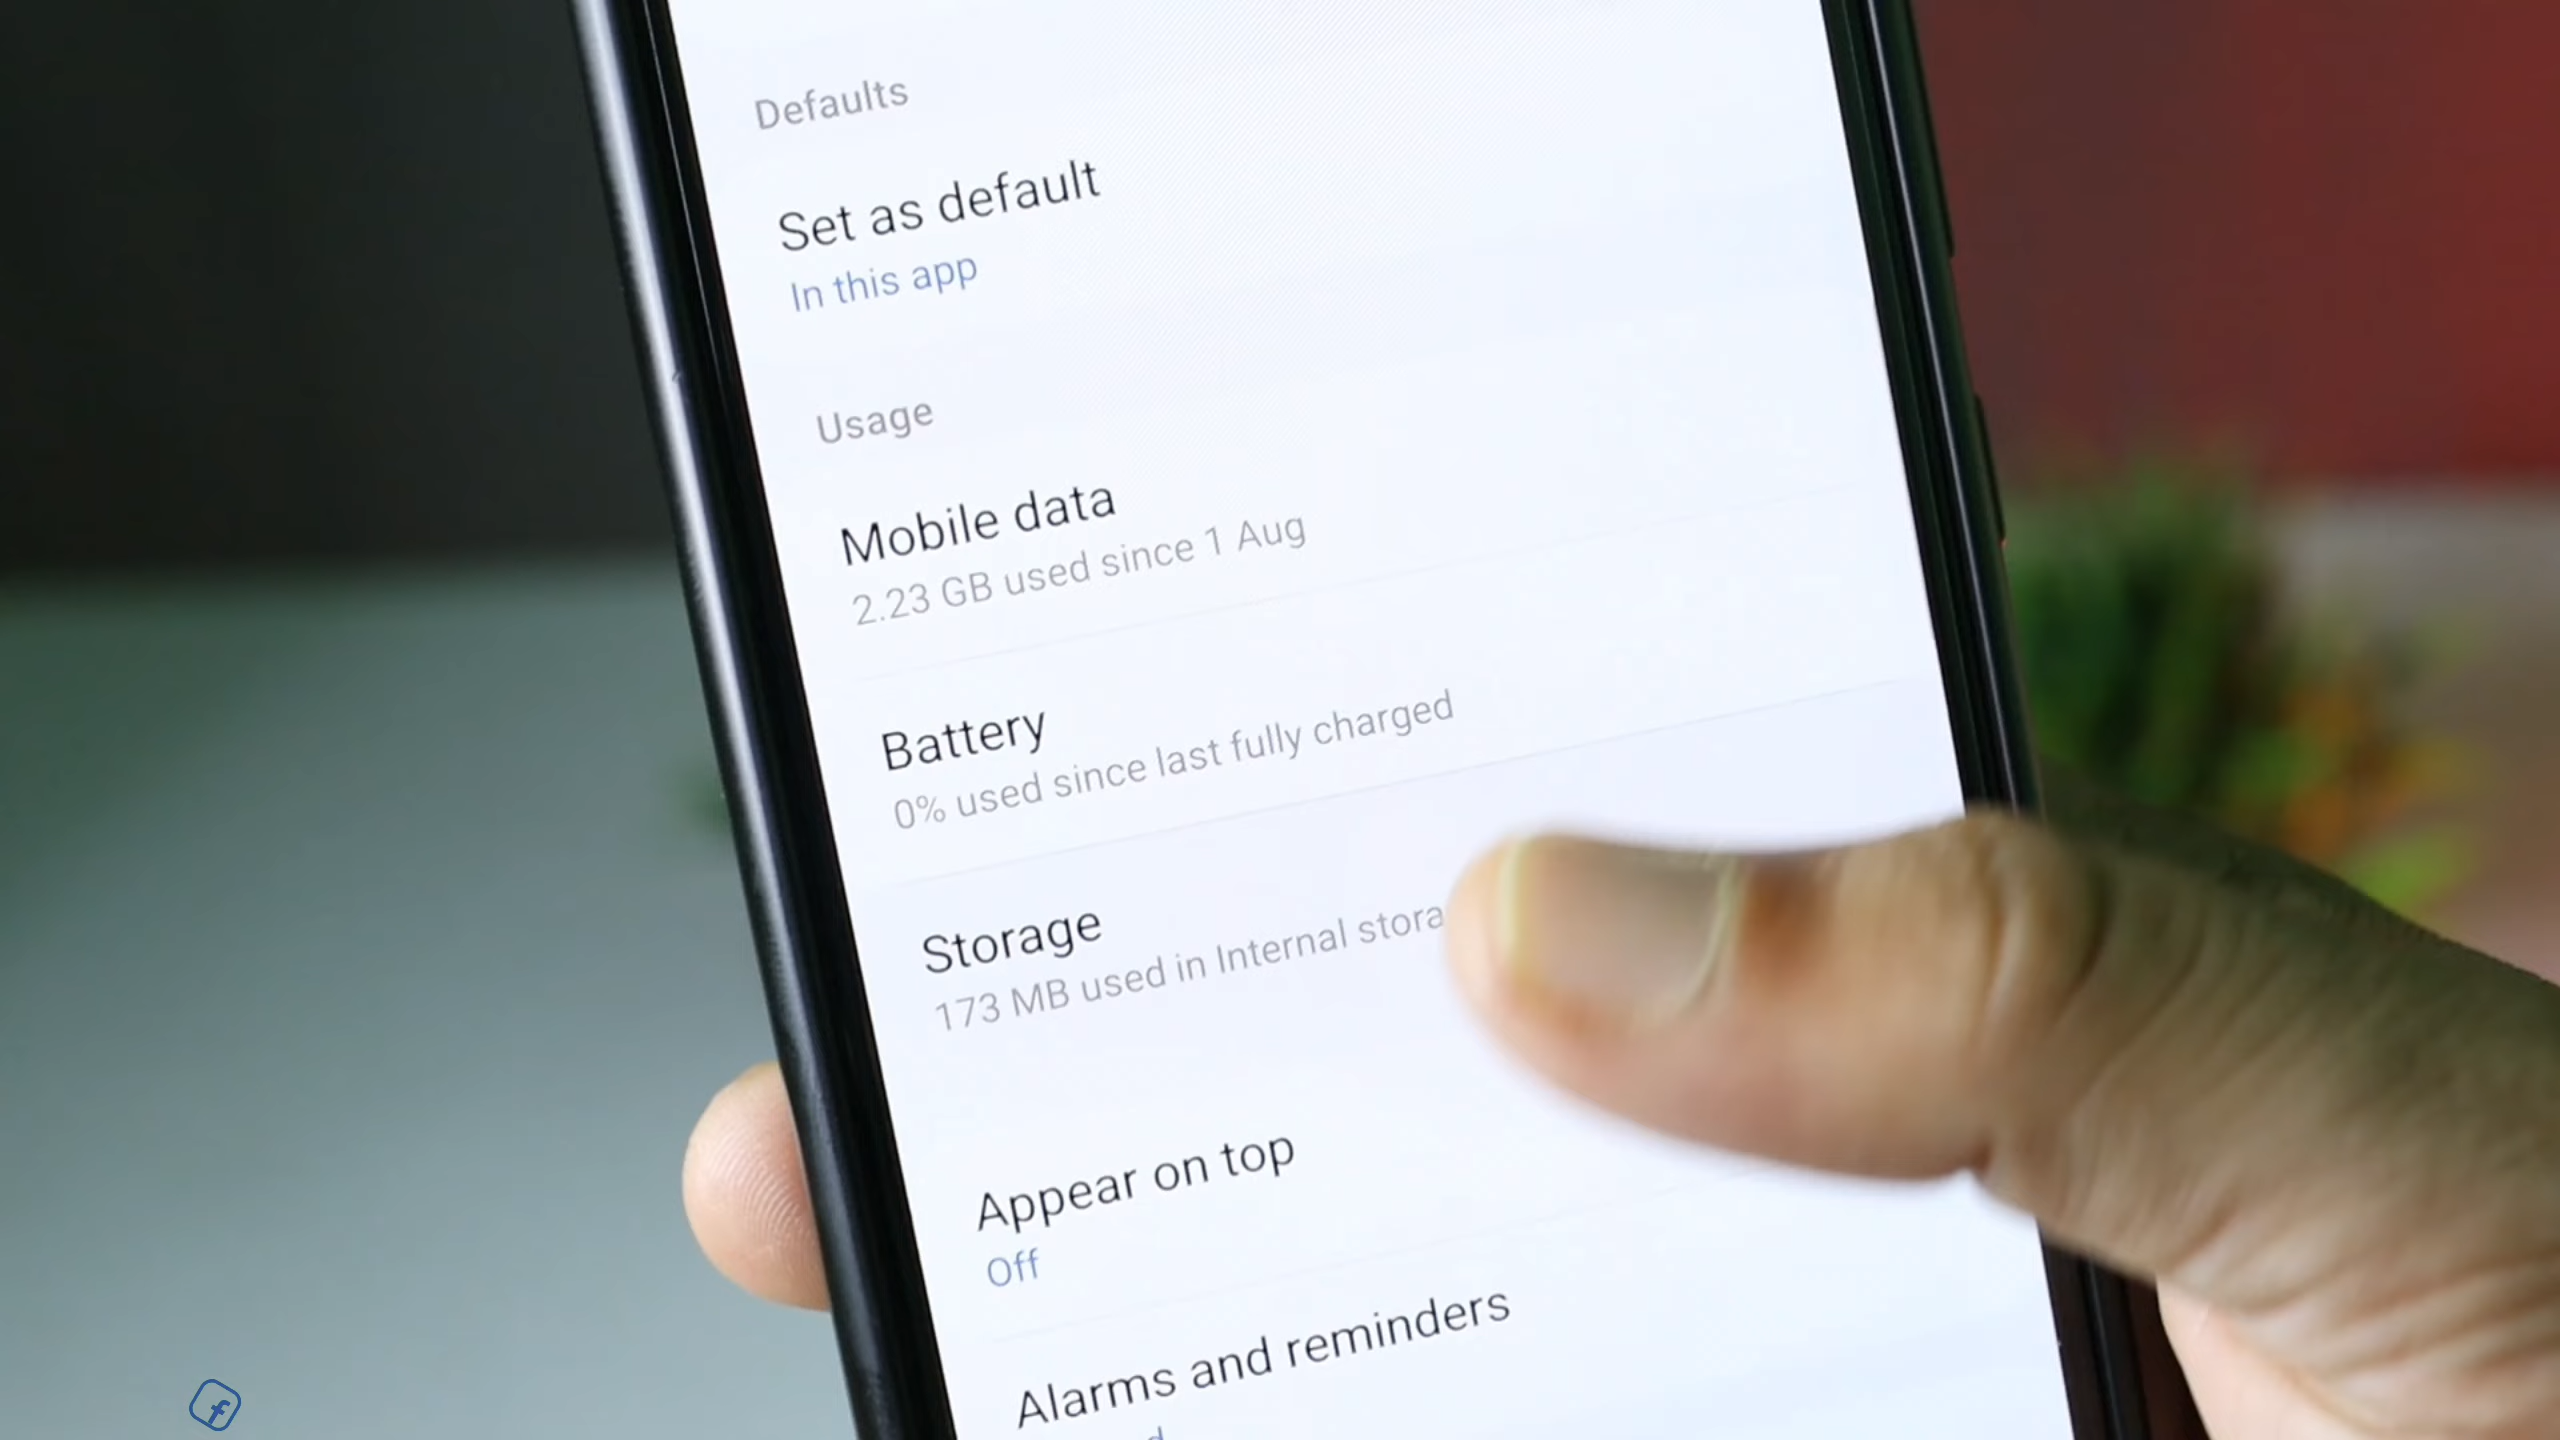 Defaults
Set as default
In this app
Usage
Mobile data
2.23 GB used since 1 Aug
Battery
0% used since last fully charged
Storage
173 MB used in Internal stora
Appear on top
Off
Alarms and reminders